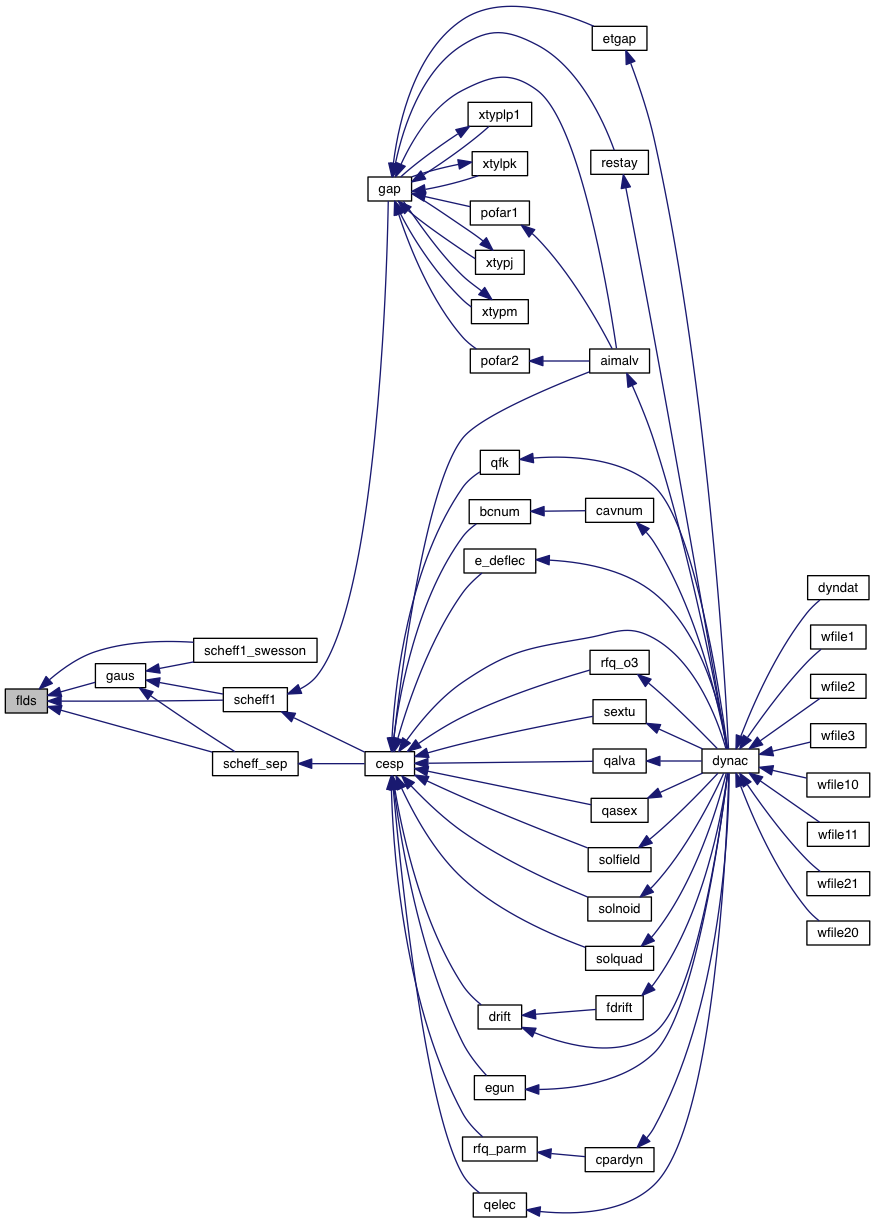 etgap
xtyplp1
xtylpk
restay
gap
pofar1
xtypj
xtypm
pofar2
aimalv
qfk
bcnum
cavnum
e_deflec
dyndat
wfile1
scheff1_swesson
rfq_o3
gaus
wfile2
flds
scheff1
sextu
wfile3
scheff_sep
cesp
qalva
dynac
wfile10
qasex
wfile11
solfield
wfile21
solnoid
wfile20
solquad
drift
fdrift
egun
rfq_parm
cpardyn
qelec